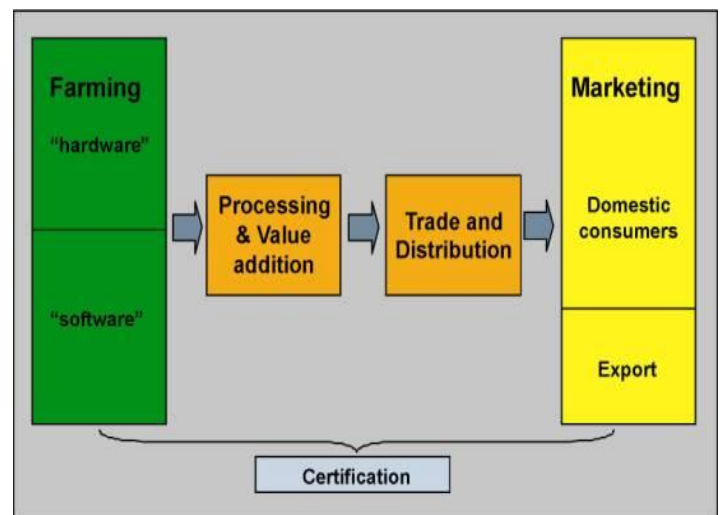 Farming
“hardware”
“software”
Processing
& Value
addition
Trade and
Distribution
Marketing
Domestic
consumers
Export
Certification